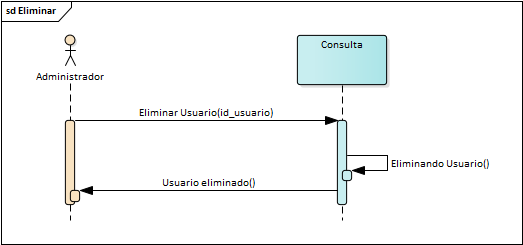 sd Eliminar
Consulta
Administrador
Eliminar Usuario(id_usuario)
Eliminando Usuario()
Usuario eliminado()